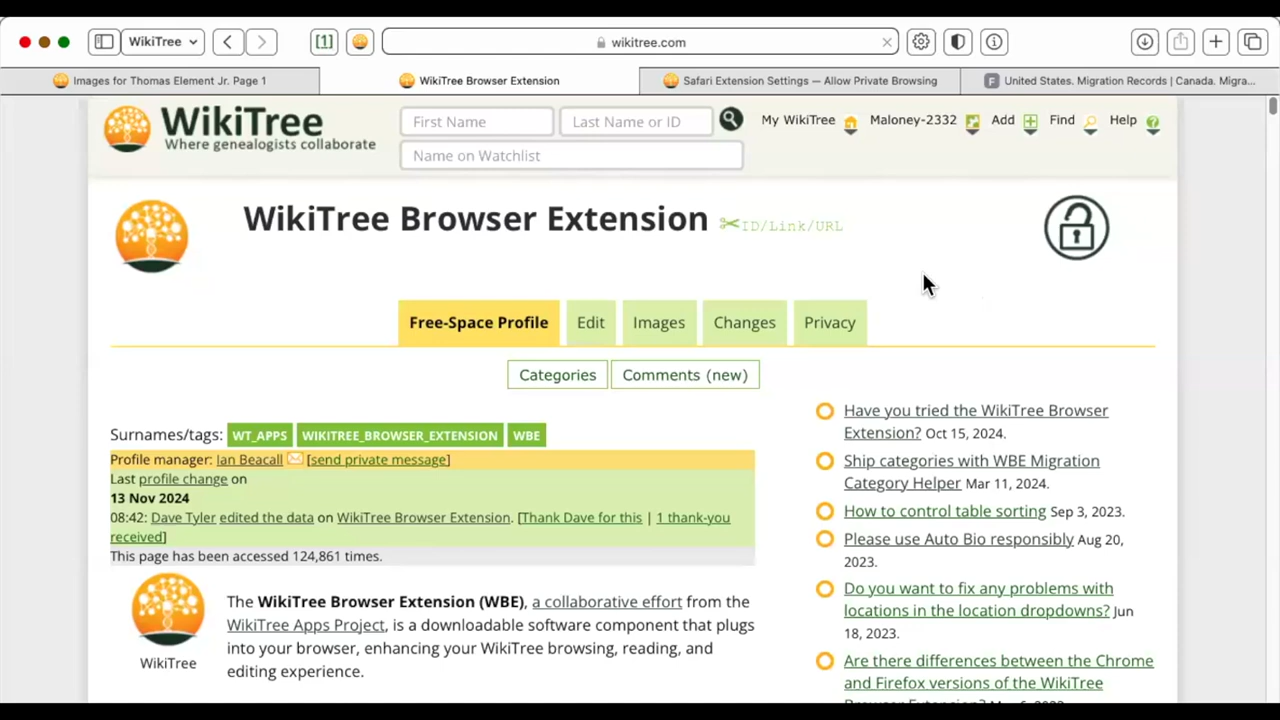 WikiTree
[1]
wikitree.com
Images for Thomas Element Jr. Page 1
WikiTree Browser Extension
Safari Extension Settings — Allow Private Browsing
United States. Migration Records | Canada. Migra...
WikiTree
Where genealogists collaborate
First Name
Last Name or ID
Name on Watchlist
My WikiTree
Maloney-2332
Add
Find
Help
WikiTree Browser Extension
ID/Link/URL
Free-Space Profile
Edit
Images
Changes
Privacy
Categories
Comments (new)
Surnames/tags: WT_APPS WIKITREE_BROWSER_EXTENSION WBE
Profile manager: Ian Beacall [send private message]
Last profile change on
13 Nov 2024
08:42: Dave Tyler edited the data on WikiTree Browser Extension. [Thank Dave for this | 1 thank-you
received]
This page has been accessed 124,861 times.
WikiTree
The WikiTree Browser Extension (WBE), a collaborative effort from the
WikiTree Apps Project, is a downloadable software component that plugs
into your browser, enhancing your WikiTree browsing, reading, and
editing experience.
Have you tried the WikiTree Browser
Extension? Oct 15, 2024.
Ship categories with WBE Migration
Category Helper Mar 11, 2024.
How to control table sorting Sep 3, 2023.
Please use Auto Bio responsibly Aug 20,
2023.
Do you want to fix any problems with
locations in the location dropdowns? Jun
18, 2023.
Are there differences between the Chrome
and Firefox versions of the WikiTree